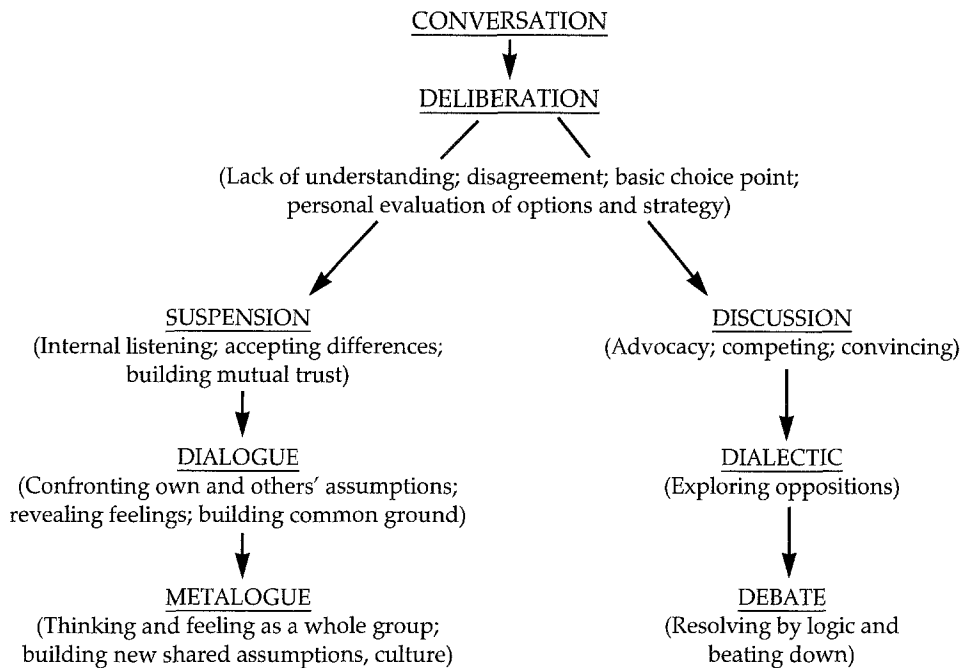 CONVERSATION
DELIBERATION
(Lack of understanding; disagreement; basic choice point;
personal evaluation of options and strategy)
SUSPENSION
(Internal listening; accepting differences;
building mutual trust)
DIALOGUE
(Confronting own and others' assumptions;
revealing feelings; building common ground)
METALOGUE
(Thinking and feeling as a whole group;
building new shared assumptions, culture)
DISCUSSION
(Advocacy; competing; convincing)
DIALECTIC
(Exploring oppositions)
DEBATE
(Resolving by logic and
beating down)